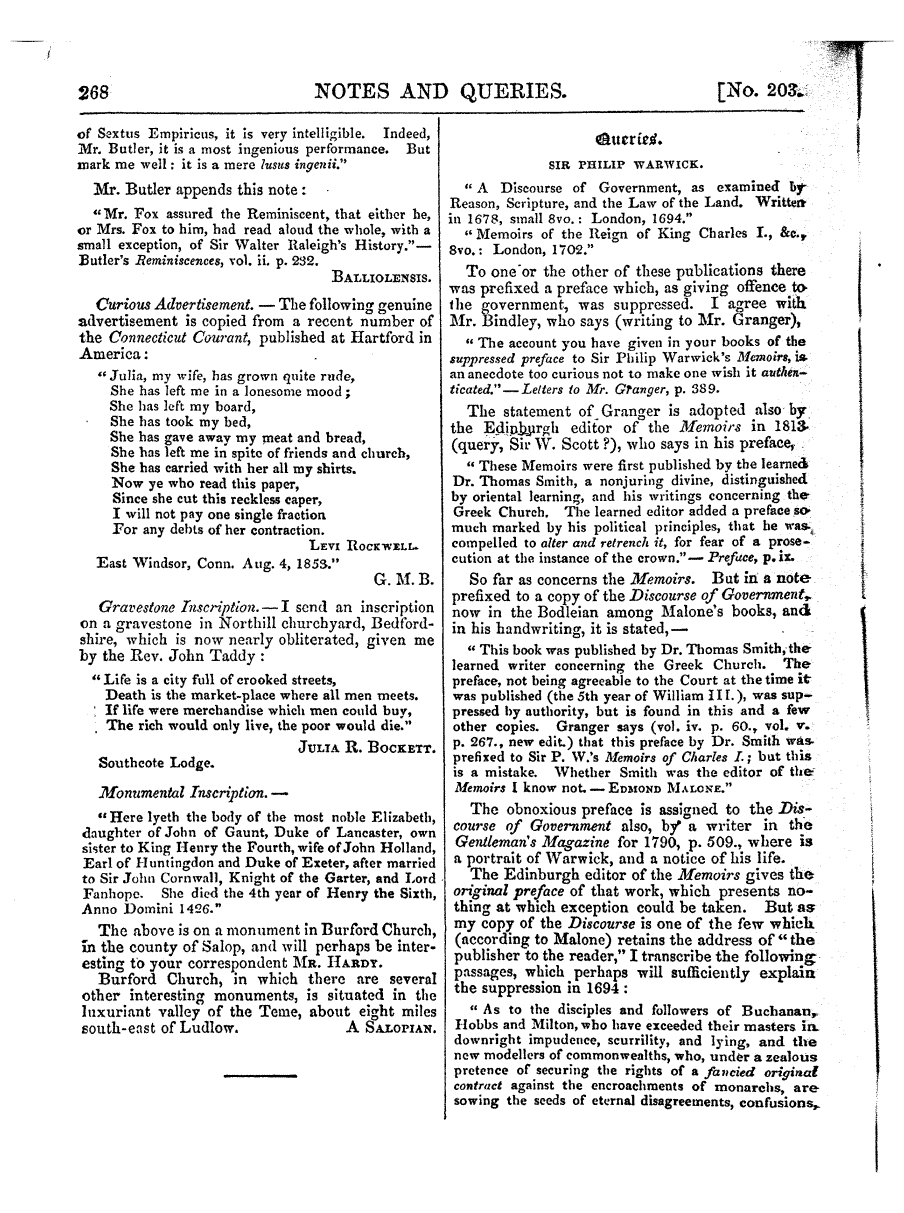 268 NOTES AND QUERIES. [No. 203.
of Sextus Empiricus, it is very intelligible. Indeed,
Mr. Butler, it is a most ingenious performance. But
mark me well: it is a mere lusus ingenii."
Mr. Butler appends this note:
"Mr. Fox assured the Reminiscent, that either he,
or Mrs. Fox to him, had read aloud the whole, with a
small exception, of Sir Walter Raleigh's History."—
Butler's Reminiscences, vol. ii. p. 232.
BALLIOLENSIS.
Curious Advertisement. — The following genuine
advertisement is copied from a recent number of
the Connecticut Courant, published at Hartford in
America:
"Julia, my wife, has grown quite rude,
She has left me in a lonesome mood;
She has left my board,
She has took my bed,
She has gave away my meat and bread,
She has left me in spite of friends and church,
She has carried with her all my shirts.
Now ye who read this paper,
Since she cut this reckless caper,
I will not pay one single fraction
For any debts of her contraction.
LEVI ROCKWELL.
East Windsor, Conn. Aug. 4, 1853."
G. M. B.
Gravestone Inscription. — I send an inscription
on a gravestone in Northill churchyard, Bedford-
shire, which is now nearly obliterated, given me
by the Rev. John Taddy:
"Life is a city full of crooked streets,
Death is the market-place where all men meets.
If life were merchandise which men could buy,
The rich would only live, the poor would die."
JULIA R. BOCKETT.
Southcote Lodge.
Monumental Inscription. —
"Here lyeth the body of the most noble Elizabeth,
daughter of John of Gaunt, Duke of Lancaster, own
sister to King Henry the Fourth, wife of John Holland,
Earl of Huntingdon and Duke of Exeter, after married
to Sir John Cornwall, Knight of the Garter, and Lord
Fanhope. She died the 4th year of Henry the Sixth,
Anno Domini 1426."
The above is on a monument in Burford Church,
in the county of Salop, and will perhaps be inter-
esting to your correspondent MR. HARDY.
Burford Church, in which there are several
other interesting monuments, is situated in the
luxuriant valley of the Teme, about eight miles
south-east of Ludlow. A SALOPIAN.
Queries.
SIR PHILIP WARWICK.
"A Discourse of Government, as examined by
Reason, Scripture, and the Law of the Land. Written
in 1678, small 8vo.: London, 1694."
"Memoirs of the Reign of King Charles I., &c.,
8vo.: London, 1702."
To one or the other of these publications there
was prefixed a preface which, as giving offence to
the government, was suppressed. I agree with
Mr. Bindley, who says (writing to Mr. Granger),
"The account you have given in your books of the
suppressed preface to Sir Philip Warwick's Memoirs, is
an anecdote too curious not to make one wish it authen-
ticated." — Letters to Mr. Granger, p. 389.
The statement of Granger is adopted also by
the Edinburgh editor of the Memoirs in 1813
(query, Sir W. Scott?), who says in his preface,
"These Memoirs were first published by the learned
Dr. Thomas Smith, a nonjuring divine, distinguished
by oriental learning, and his writings concerning the
Greek Church. The learned editor added a preface so
much marked by his political principles, that he was
compelled to alter and retrench it, for fear of a prose-
cution at the instance of the crown." — Preface, p. ix.
So far as concerns the Memoirs. But in a note
prefixed to a copy of the Discourse of Government,
now in the Bodleian among Malone's books, and
in his handwriting, it is stated,—
"This book was published by Dr. Thomas Smith, the
learned writer concerning the Greek Church. The
preface, not being agreeable to the Court at the time it
was published (the 5th year of William III.), was sup-
pressed by authority, but is found in this and a few
other copies. Granger says (vol. iv. p. 60., vol. v.
p. 267., new edit.) that this preface by Dr. Smith was
prefixed to Sir P. W.'s Memoirs of Charles I.; but this
is a mistake. Whether Smith was the editor of the
Memoirs I know not. — EDMOND MALONE."
The obnoxious preface is assigned to the Dis-
course of Government also, by a writer in the
Gentleman's Magazine for 1790, p. 509., where is
a portrait of Warwick, and a notice of his life.
The Edinburgh editor of the Memoirs gives the
original preface of that work, which presents no-
thing at which exception could be taken. But as
my copy of the Discourse is one of the few which
(according to Malone) retains the address of "the
publisher to the reader," I transcribe the following
passages, which perhaps will sufficiently explain
the suppression in 1694:
"As to the disciples and followers of Buchanan,
Hobbs and Milton, who have exceeded their masters in
downright impudence, scurrility, and lying, and the
new modellers of commonwealths, who, under a zealous
pretence of securing the rights of a fancied original
contract against the encroachments of monarchs, are
sowing the seeds of eternal disagreements, confusions,